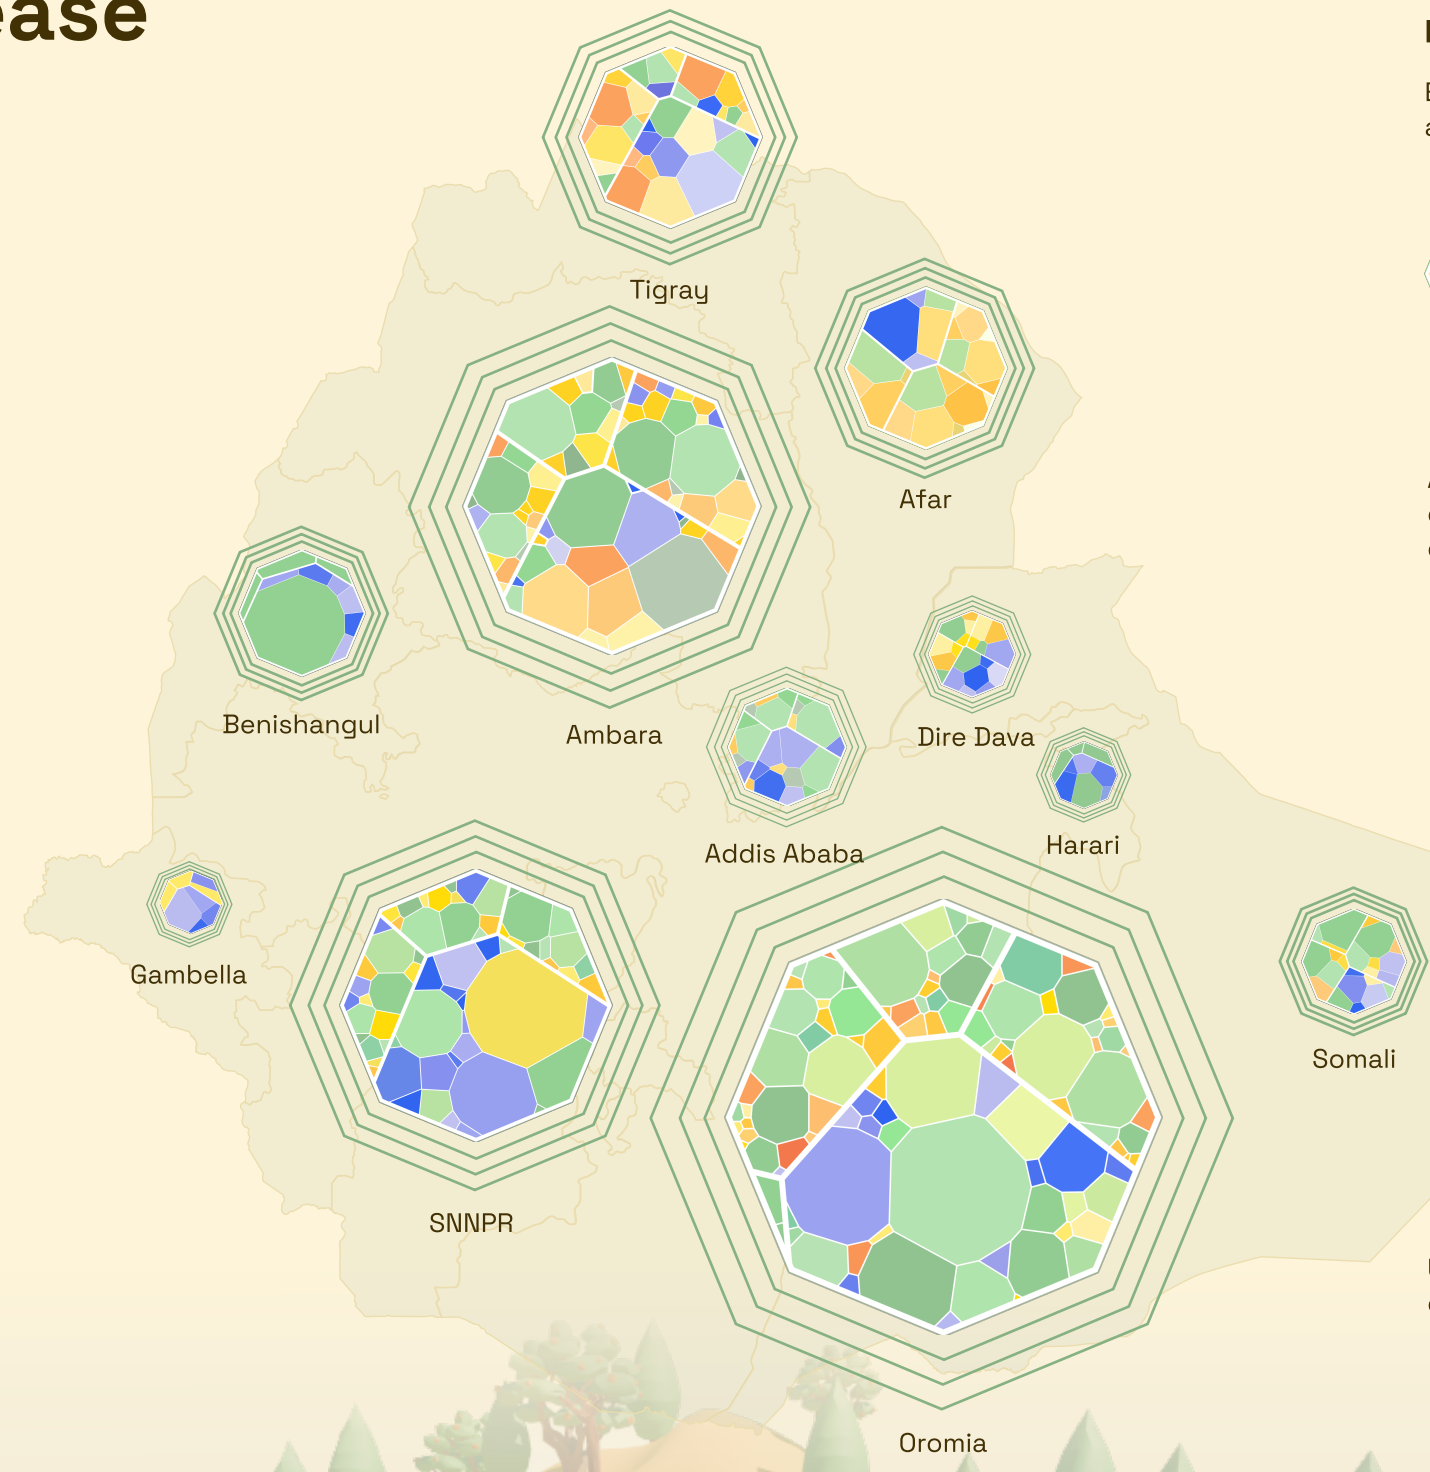 ease
Tigray
Afar
Benishangul
Ambara
Dire Dava
Addis Ababa
Harari
Gambella
Somali
SNNPR
Oromia